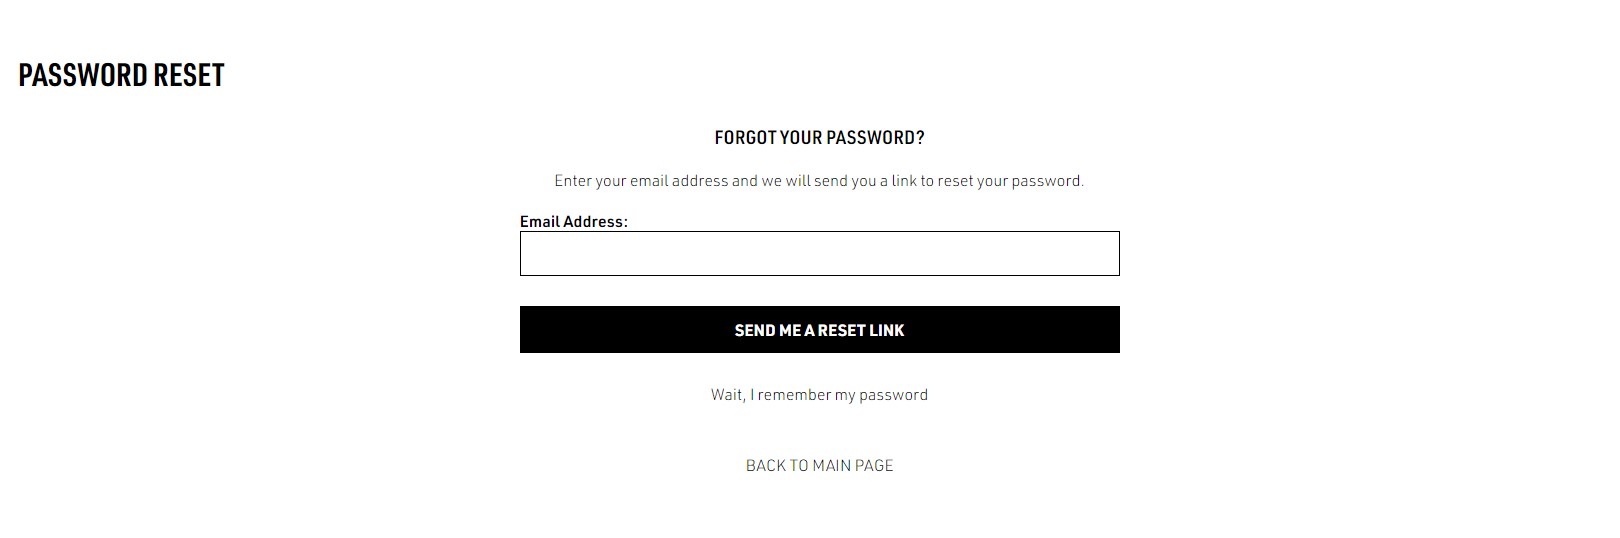 PASSWORD RESET
FORGOT YOUR PASSWORD?
Enter your email address and we will send you a link to reset your password.
Email Address:
SEND ME A RESET LINK
Wait, I remember my password
BACK TO MAIN PAGE